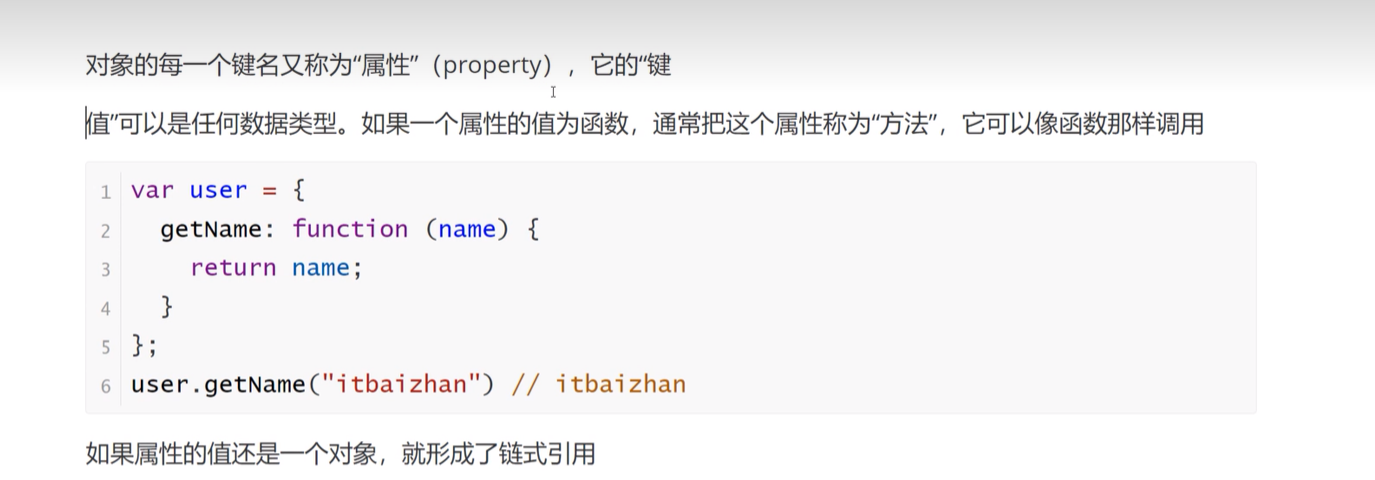 对象的每一个键名又称为“属性”（property），它的“键
值”可以是任何数据类型。如果一个属性的值为函数，通常把这个属性称为“方法”，它可以像函数那样调用
1 var user = {
2   getName: function (name) {
3     return name;
4   }
5 };
6 user.getName("itbaizhan") // itbaizhan
如果属性的值还是一个对象，就形成了链式引用